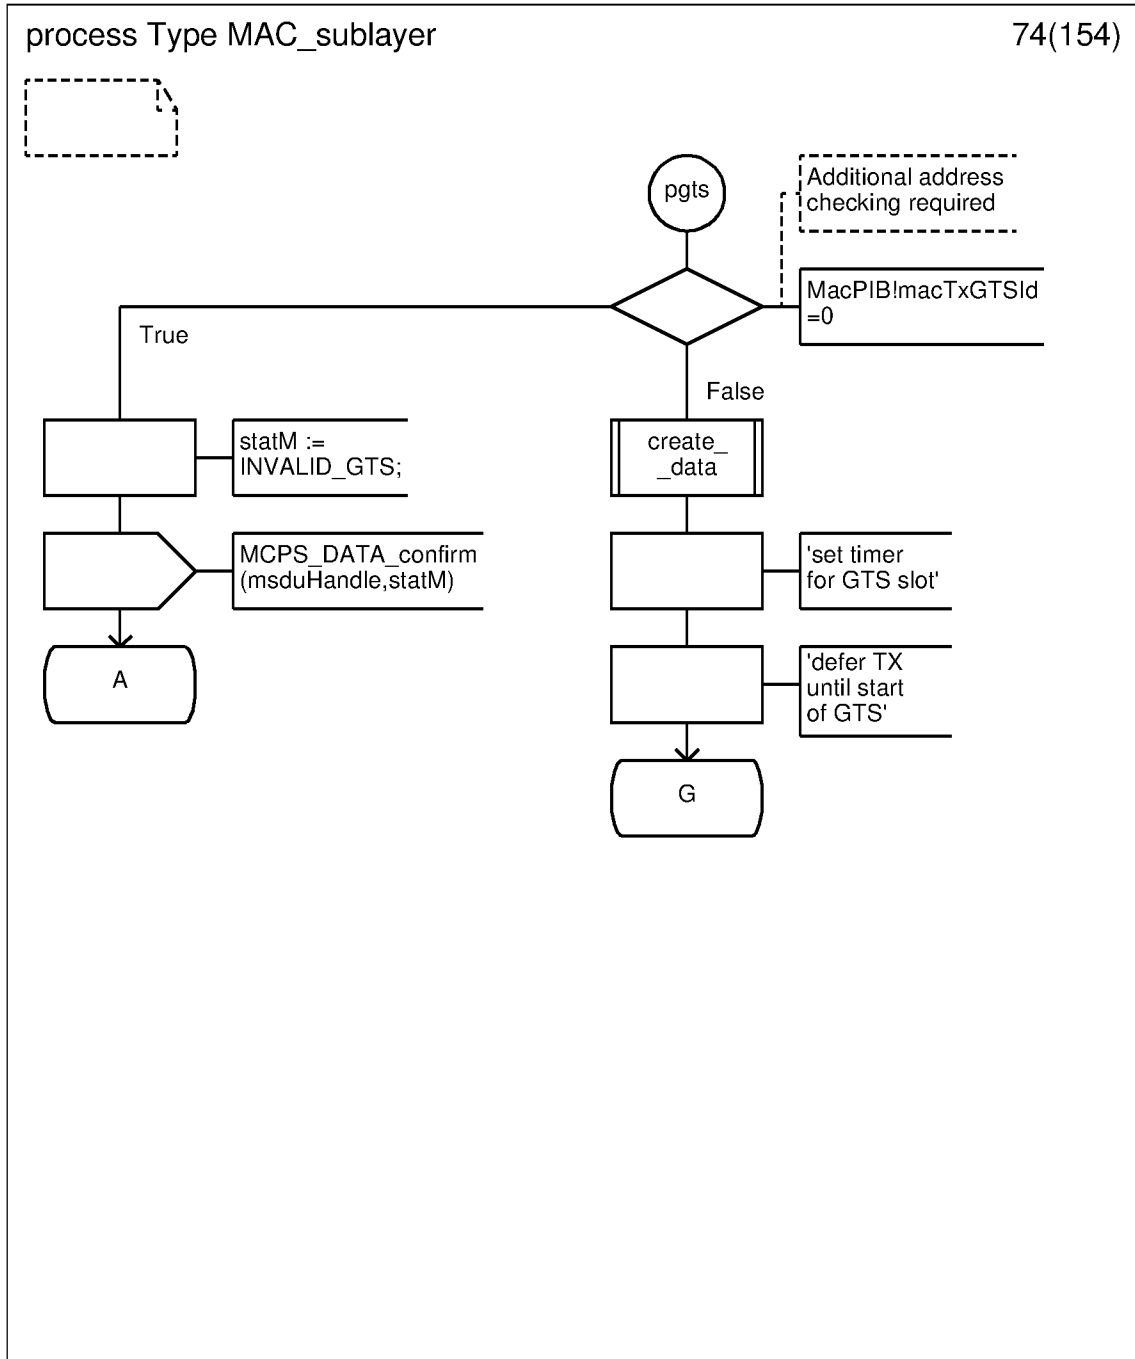 process Type MAC_sublayer
74(154)
pgts
Additional address
checking required
MacPIB!macTxGTSId
=0
True
False
statM :=
INVALID_GTS;
create_
_data
MCPS_DATA_confirm
(msduHandle,statM)
'set timer
for GTS slot'
A
'defer TX
until start
of GTS'
G